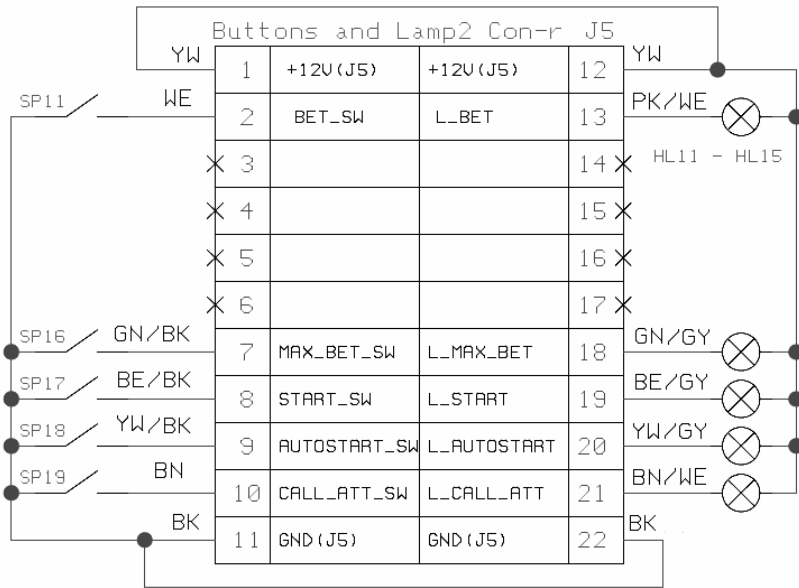 Buttons and Lamp2 Con-r J5
YW 1 +12V(J5) +12V(J5) 12 YW
SP11 WE 2 BET_SW L_BET 13 PK/WE
3 14 HL11 - HL15
4 15
5 16
6 17
SP16 GN/BK 7 MAX_BET_SW L_MAX_BET 18 GN/GY
SP17 BE/BK 8 START_SW L_START 19 BE/GY
SP18 YW/BK 9 AUTOSTART_SW L_AUTOSTART 20 YW/GY
SP19 BN 10 CALL_ATT_SW L_CALL_ATT 21 BN/WE
BK 11 GND(J5) GND(J5) 22 BK